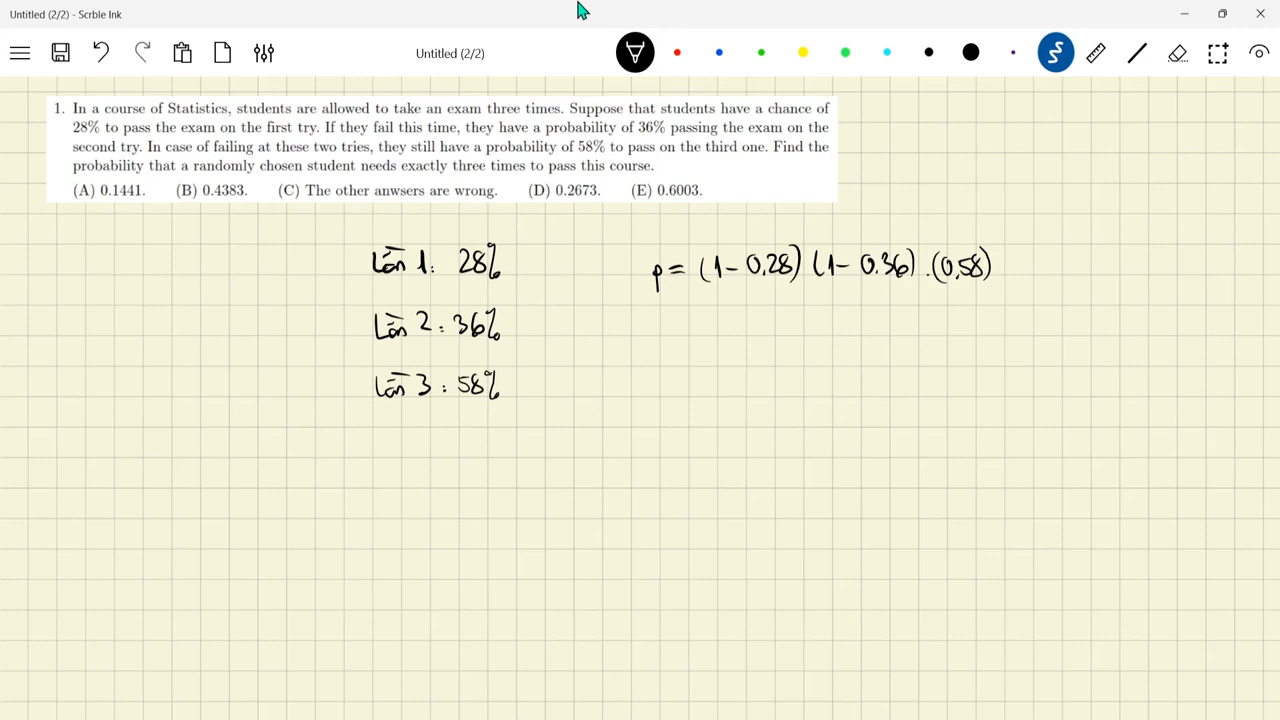 Untitled (2/2) - Scrble Ink
Untitled (2/2)
1. In a course of Statistics, students are allowed to take an exam three times. Suppose that students have a chance of
28% to pass the exam on the first try. If they fail this time, they have a probability of 36% passing the exam on the
second try. In case of failing at these two tries, they still have a probability of 58% to pass on the third one. Find the
probability that a randomly chosen student needs exactly three times to pass this course.
(A) 0.1441. (B) 0.4383. (C) The other anwsers are wrong. (D) 0.2673. (E) 0.6003.
Lần 1: 28%
Lần 2: 36%
Lần 3: 58%
p = (1 - 0.28) (1 - 0.36) . (0.58)